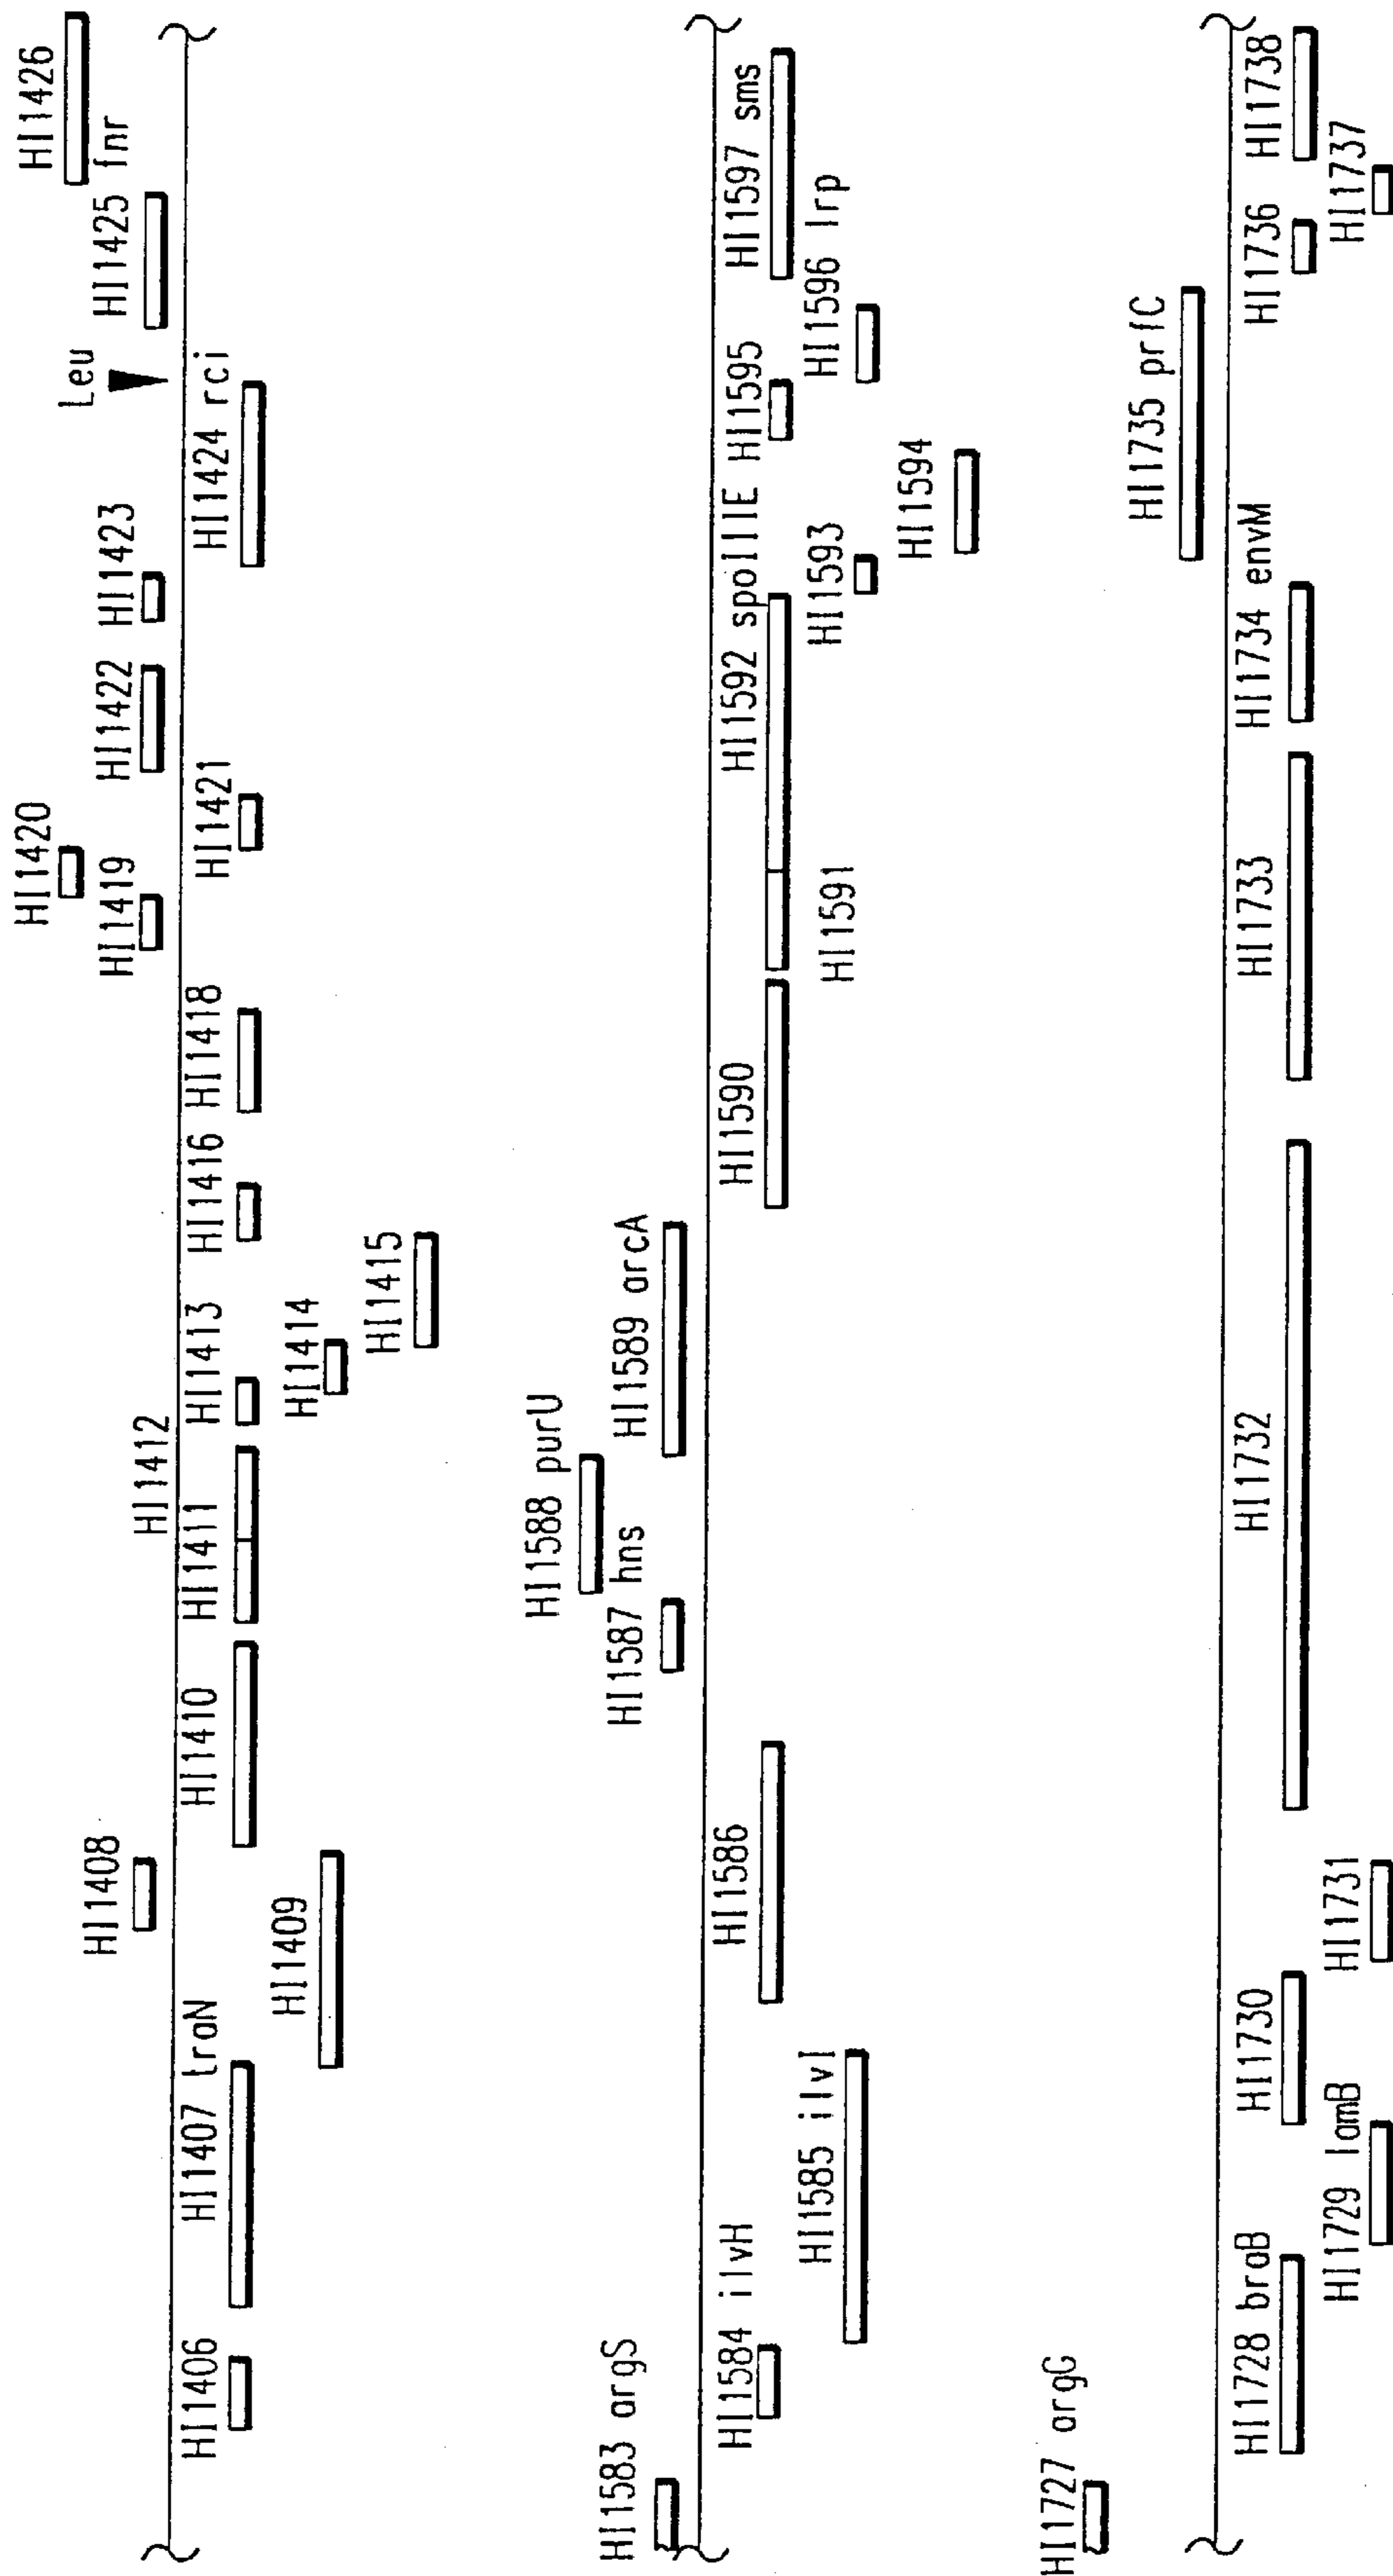 HI1406
HI1407 traN
HI1408
HI1409
HI1410
HI1411
HI1412
HI1413
HI1414
HI1415
HI1416
HI1418
HI1419
HI1420
HI1421
HI1422
HI1423
HI1424 rci
Leu
HI1425 fnr
HI1426
HI1583 argS
HI1584 ilvH
HI1585 ilvI
HI1586
HI1587 hns
HI1588 purU
HI1589 arcA
HI1590
HI1591
HI1592 spoIIIE
HI1593
HI1594
HI1595
HI1596 lrp
HI1597 sms
HI1727 argG
HI1728 braB
HI1729 lamB
HI1730
HI1731
HI1732
HI1733
HI1734 envM
HI1735 prfC
HI1736
HI1737
HI1738